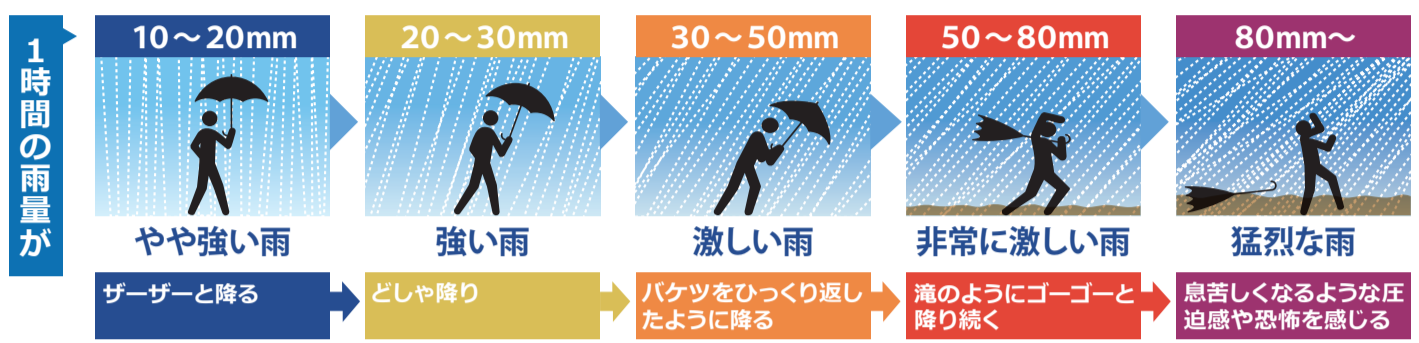 1時間の雨量が
10～20mm
20～30mm
30～50mm
50～80mm
80mm～
やや強い雨
強い雨
激しい雨
非常に激しい雨
猛烈な雨
ザーザーと降る
どしゃ降り
バケツをひっくり返し
たように降る
滝のようにゴーゴーと
降り続く
息苦しくなるような圧
迫感や恐怖を感じる